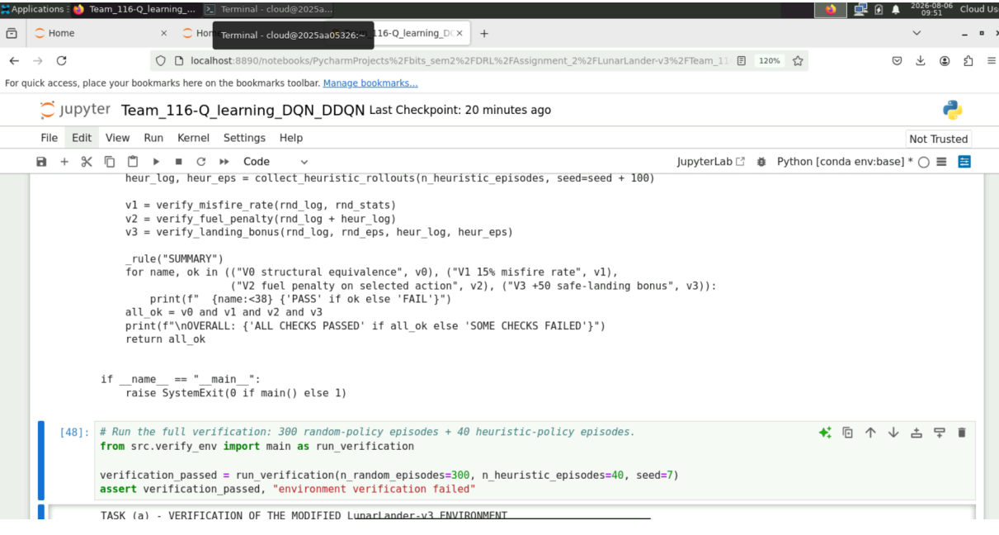 Applications : Team_116-Q_learning_... Terminal - cloud@2025a... 2026-08-06 09:51 Cloud Us
Home × Hom Terminal - cloud@2025aa05326:~ _116-Q_learning_DC × +
localhost:8890/notebooks/PycharmProjects%2Fbits_sem2%2FDRL%2FAssignment_2%2FLunarLander-v3%2FTeam_11 120%
For quick access, place your bookmarks here on the bookmarks toolbar. Manage bookmarks...
jupyter Team_116-Q_learning_DQN_DDQN Last Checkpoint: 20 minutes ago
File Edit View Run Kernel Settings Help Not Trusted
Code JupyterLab Python [conda env:base] *
heur_log, heur_eps = collect_heuristic_rollouts(n_heuristic_episodes, seed=seed + 100)
v1 = verify_misfire_rate(rnd_log, rnd_stats)
v2 = verify_fuel_penalty(rnd_log + heur_log)
v3 = verify_landing_bonus(rnd_log, rnd_eps, heur_log, heur_eps)
_rule("SUMMARY")
for name, ok in (("V0 structural equivalence", v0), ("V1 15% misfire rate", v1),
("V2 fuel penalty on selected action", v2), ("V3 +50 safe-landing bonus", v3)):
print(f"  {name:<38} {'PASS' if ok else 'FAIL'}")
all_ok = v0 and v1 and v2 and v3
print(f"\nOVERALL: {'ALL CHECKS PASSED' if all_ok else 'SOME CHECKS FAILED'}")
return all_ok
if __name__ == "__main__":
raise SystemExit(0 if main() else 1)
[48]: # Run the full verification: 300 random-policy episodes + 40 heuristic-policy episodes.
from src.verify_env import main as run_verification
verification_passed = run_verification(n_random_episodes=300, n_heuristic_episodes=40, seed=7)
assert verification_passed, "environment verification failed"
TASK (a) - VERIFICATION OF THE MODIFIED LunarLander-v3 ENVIRONMENT